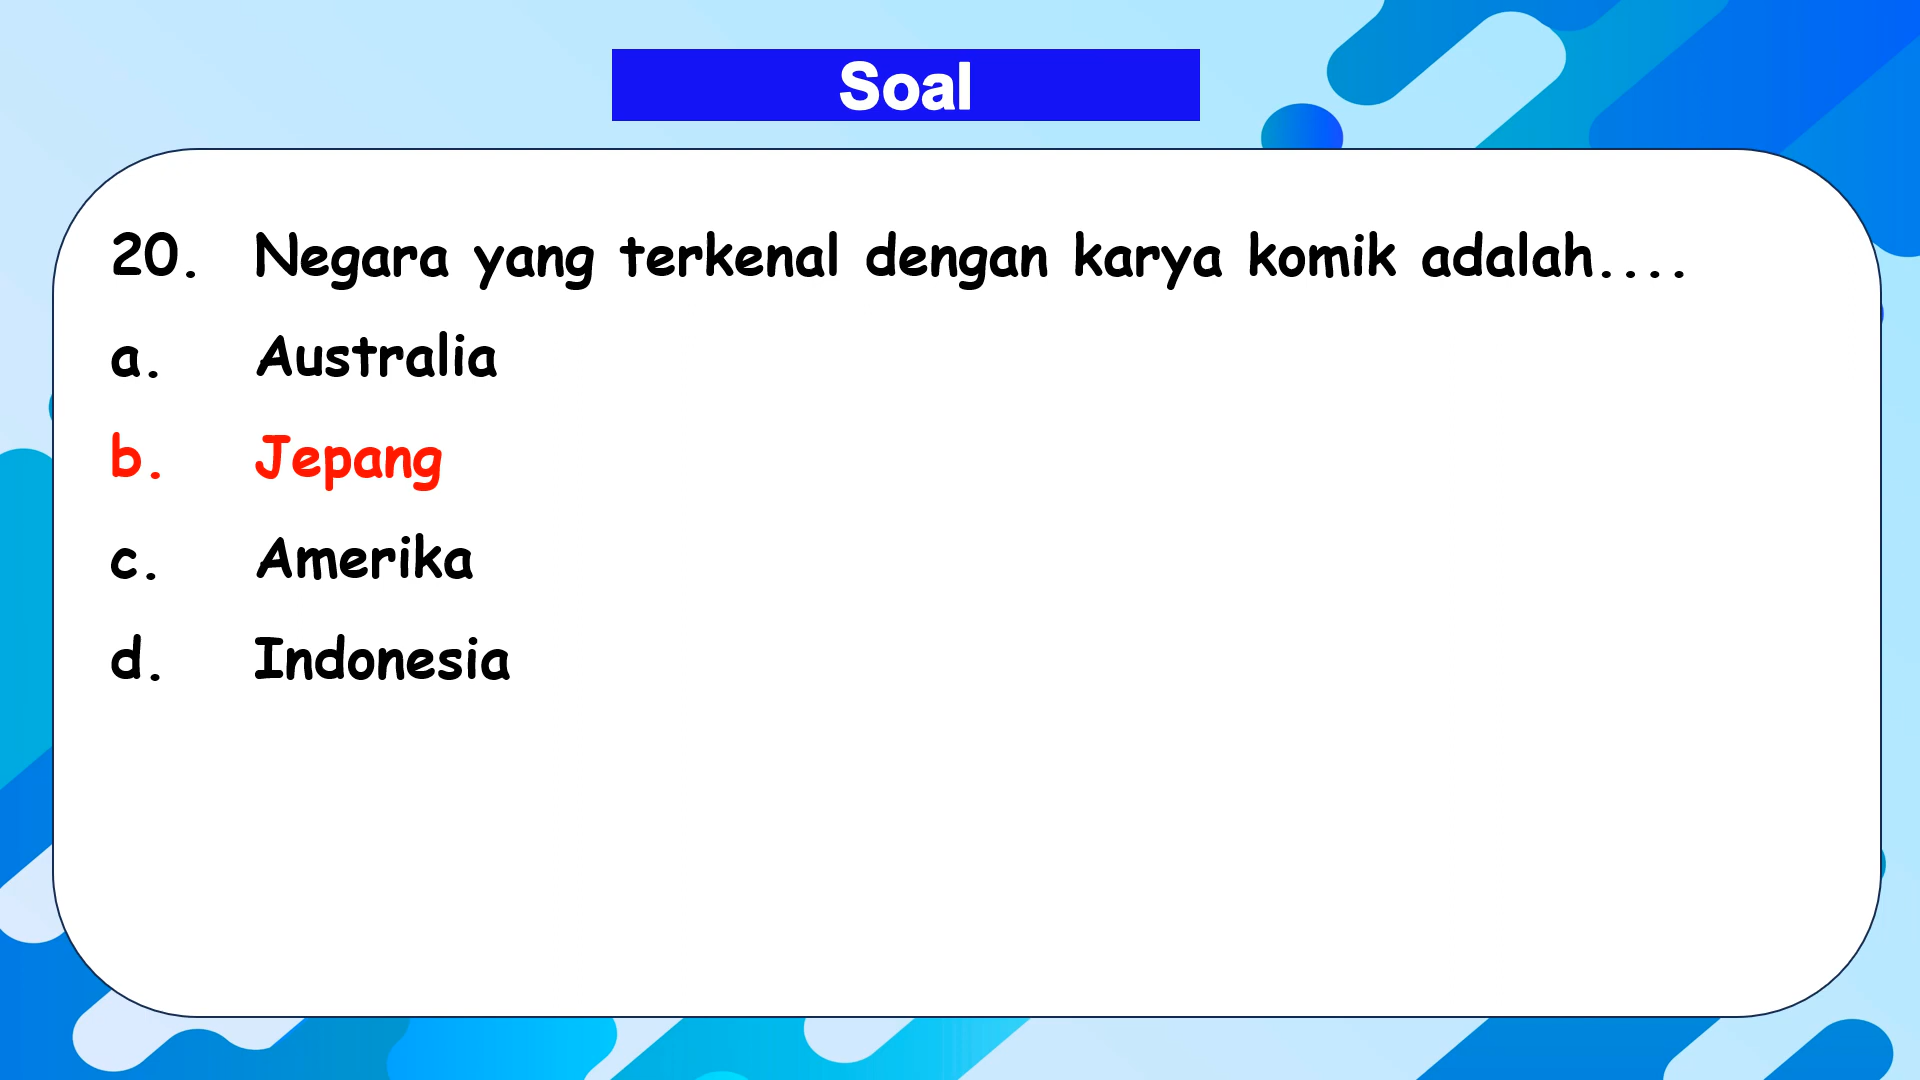 Soal
20. Negara yang terkenal dengan karya komik adalah....
a. Australia
b. Jepang
c. Amerika
d. Indonesia